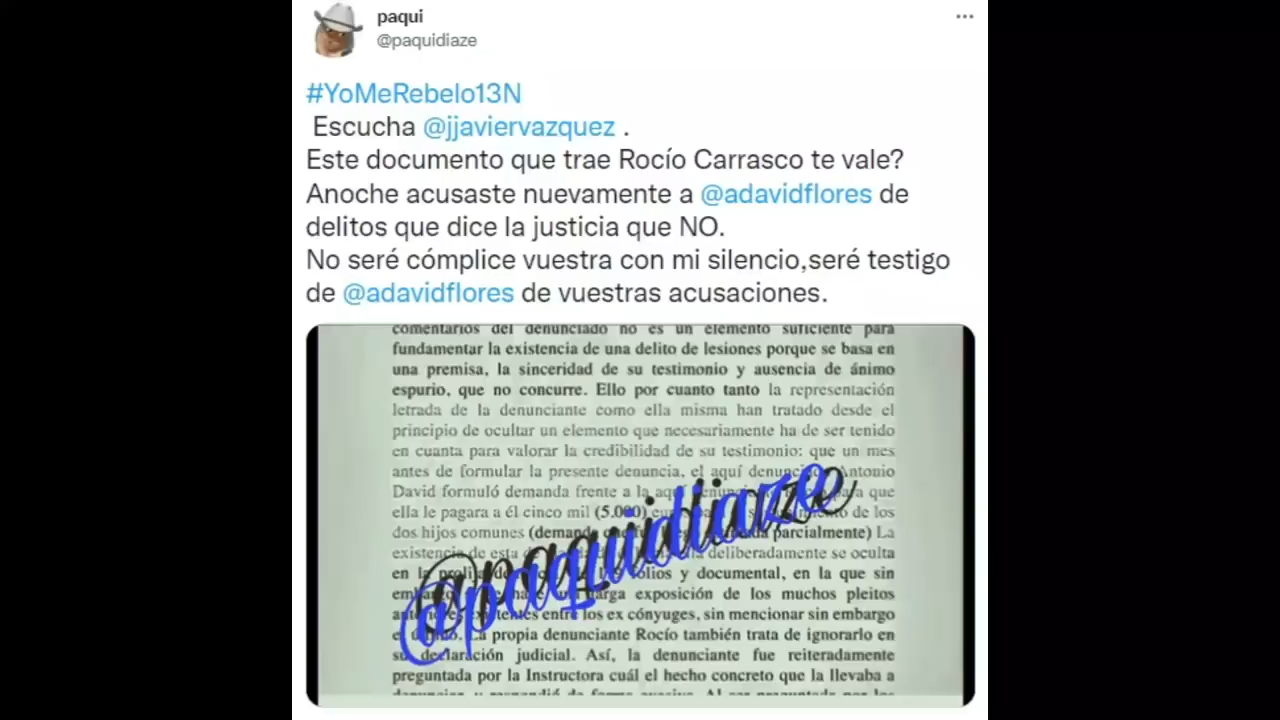 paqui
@paquidiaze
#YoMeRebelo13N
Escucha @jjaviervazquez .
Este documento que trae Rocío Carrasco te vale?
Anoche acusaste nuevamente a @adavidflores de
delitos que dice la justicia que NO.
No seré cómplice vuestra con mi silencio,seré testigo
de @adavidflores de vuestras acusaciones.
comentarios del denunciado no es un elemento suficiente para
fundamentar la existencia de una delito de lesiones porque se basa en
una premisa, la sinceridad de su testimonio y ausencia de ánimo
espurio, que no concurre. Ello por cuanto tanto la representación
letrada de la denunciante como ella misma han tratado desde el
principio de ocultar un elemento que necesariamente ha de ser tenido
en cuanta para valorar la credibilidad de su testimonio: que un mes
antes de formular la presente denuncia, el aquí Antonio
David formuló demanda frente a la que
ella le pagara a él cinco mil (5.000) de
los dos hijos comunes parcialmente) La
existencia de esta deliberadamente se oculta
en la folios y documental, en la que sin
larga exposición de los muchos pleitos
entre los ex cónyuges, sin mencionar sin embargo
La propia denunciante Rocío también trata de ignorarlo en
su declaración judicial. Así, la denunciante fue reiteradamente
preguntada por la Instructora cuál el hecho concreto que la llevaba a
@paquidiaze